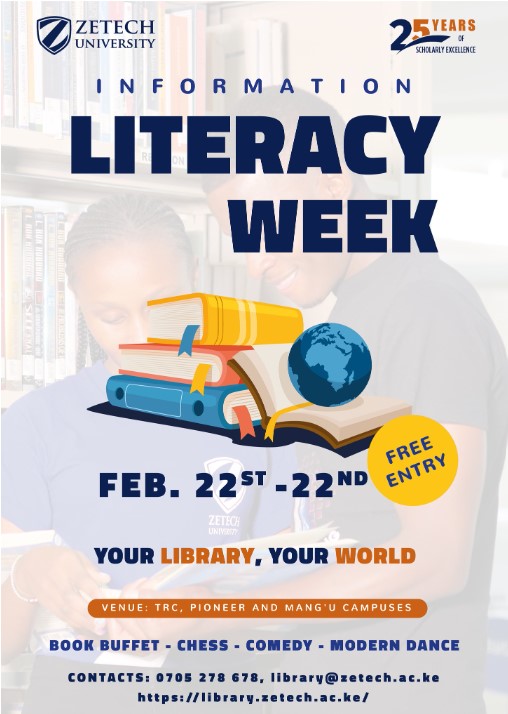 ZETECH
UNIVERSITY
25 YEARS
OF
SCHOLARLY EXCELLENCE
INFORMATION
LITERACY
WEEK
FREE
ENTRY
FEB. 22ST -22ND
ZETECH
UNIVERSITY
YOUR LIBRARY, YOUR WORLD
VENUE: TRC, PIONEER AND MANG'U CAMPUSES
BOOK BUFFET - CHESS - COMEDY - MODERN DANCE
CONTACTS: 0705 278 678, library@zetech.ac.ke
https://library.zetech.ac.ke/